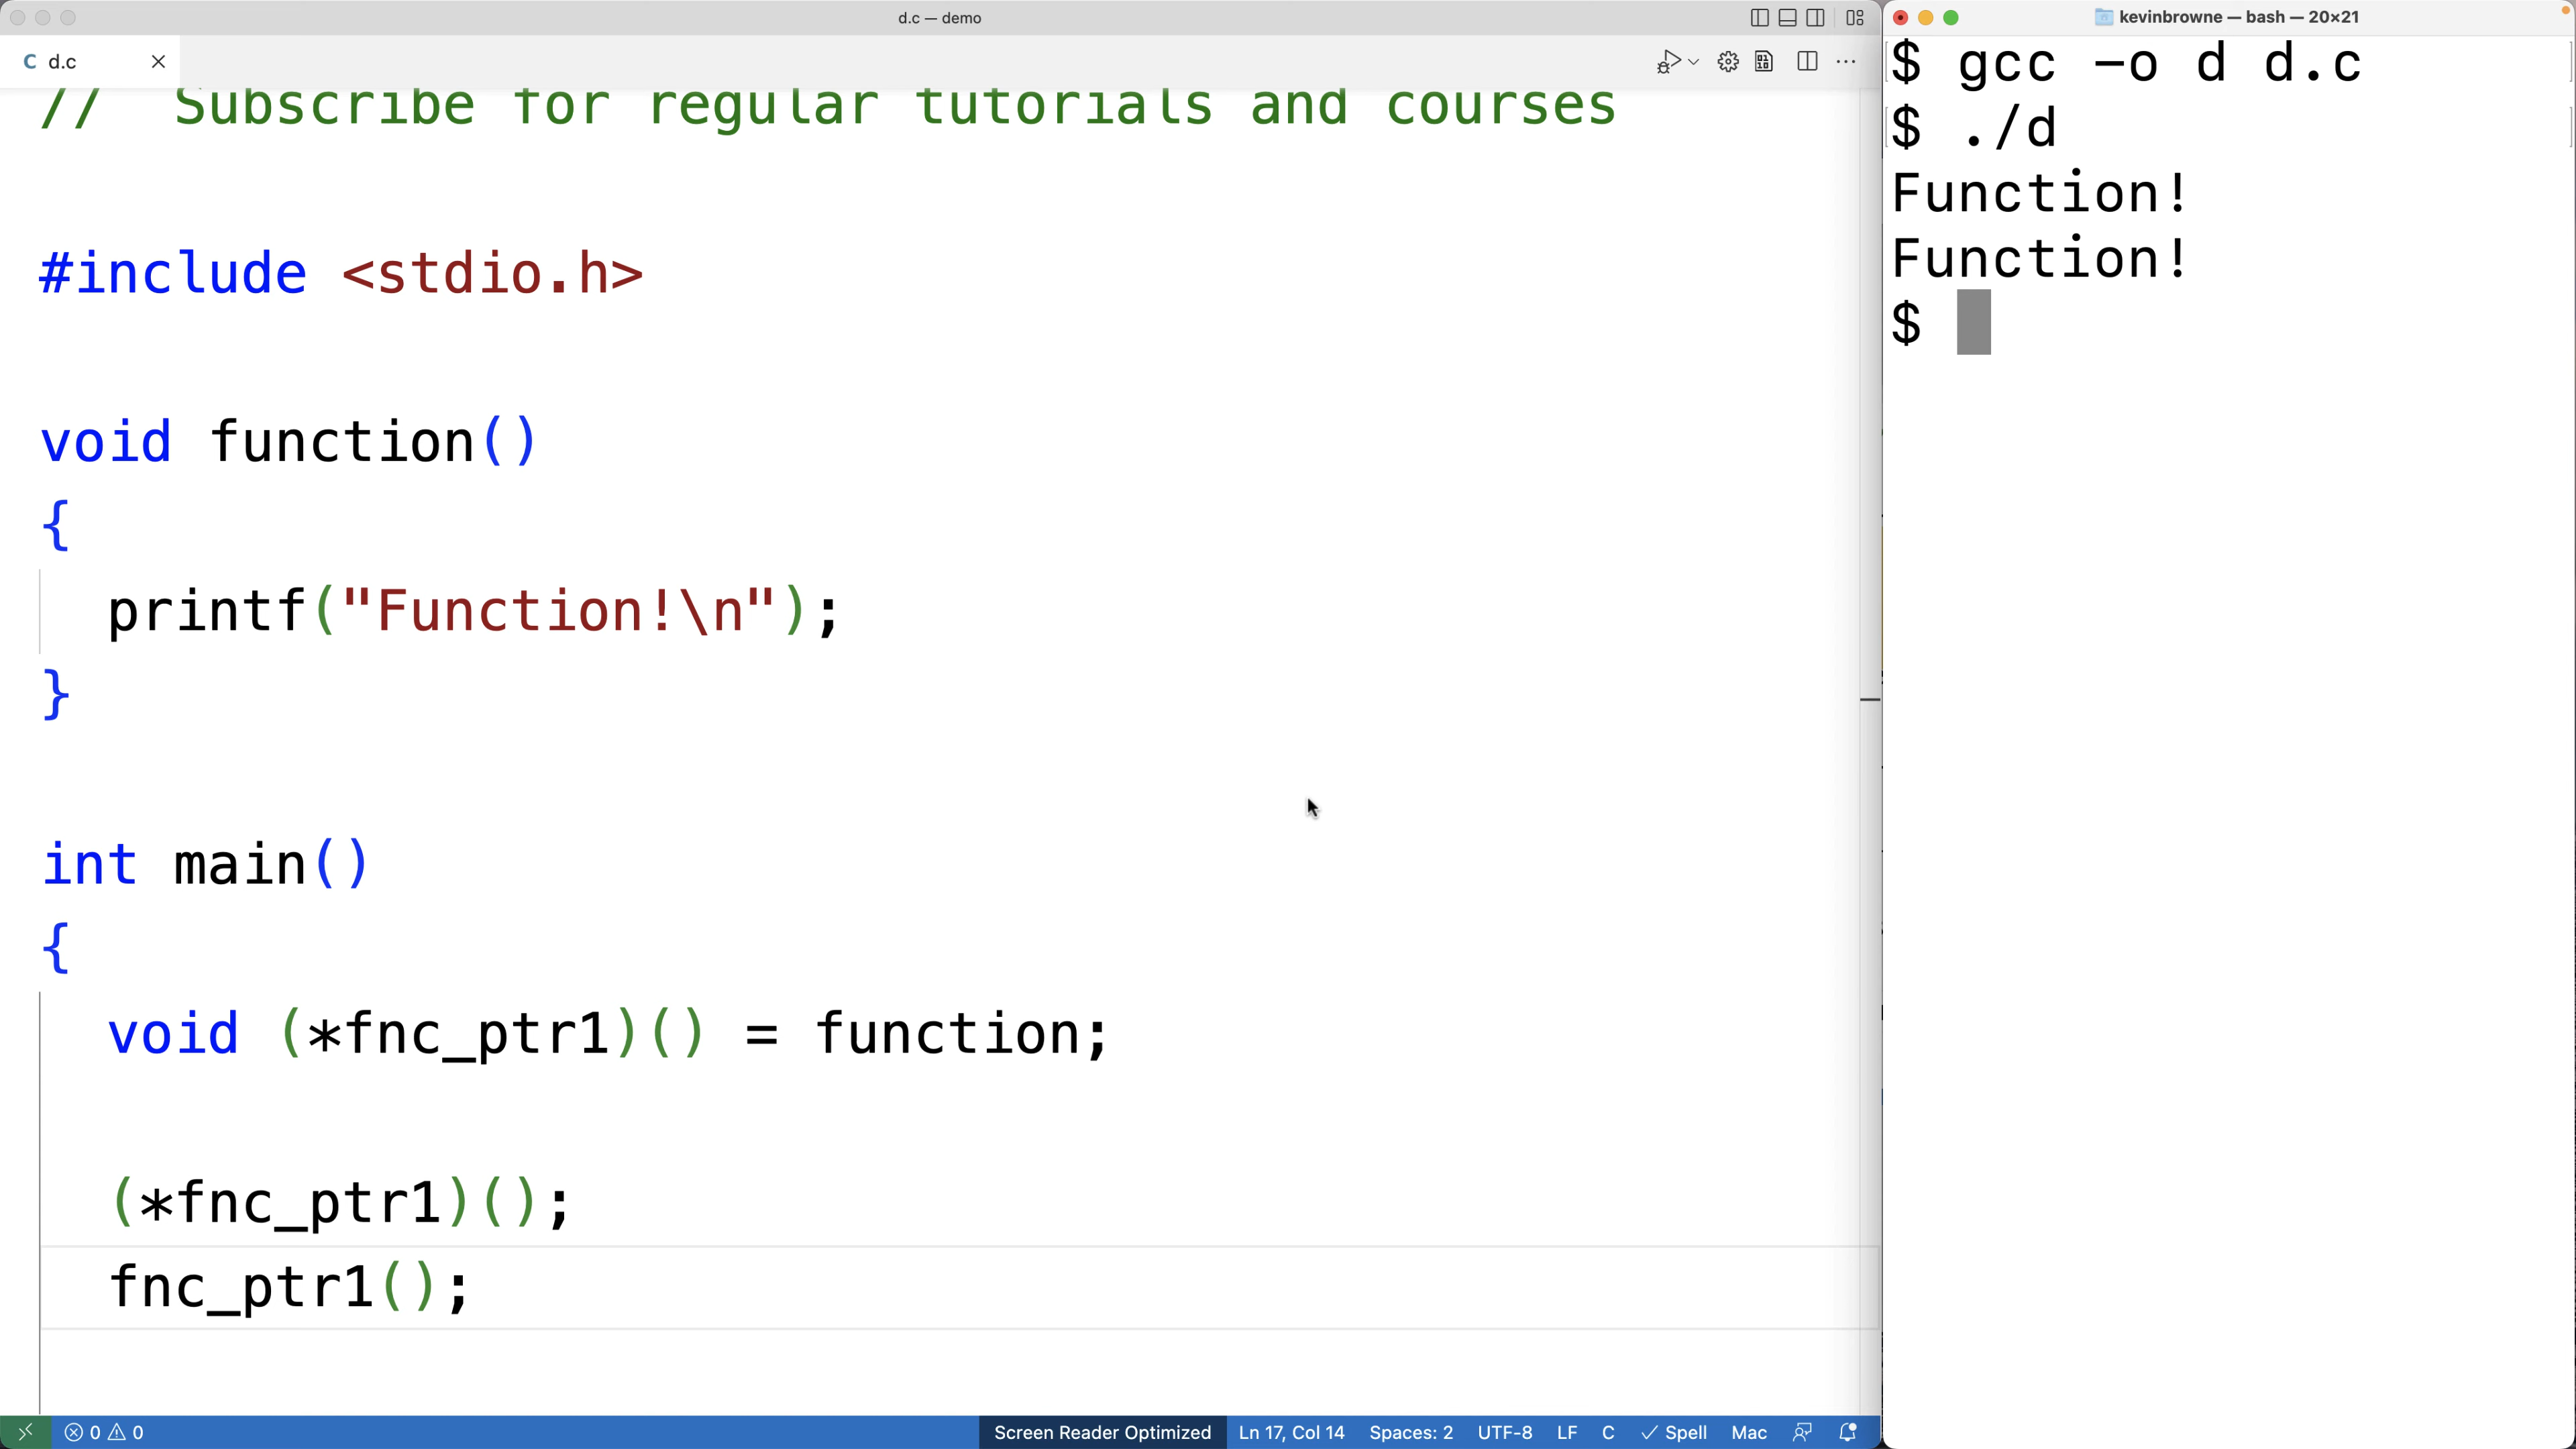 d.c — demo
C d.c
//  Subscribe for regular tutorials and courses
#include <stdio.h>
void function()
{
  printf("Function!\n");
}
int main()
{
  void (*fnc_ptr1)() = function;
  (*fnc_ptr1)();
  fnc_ptr1();
0 0 Screen Reader Optimized Ln 17, Col 14 Spaces: 2 UTF-8 LF C Spell Mac
kevinbrowne — bash — 20×21
$ gcc -o d d.c
$ ./d
Function!
Function!
$